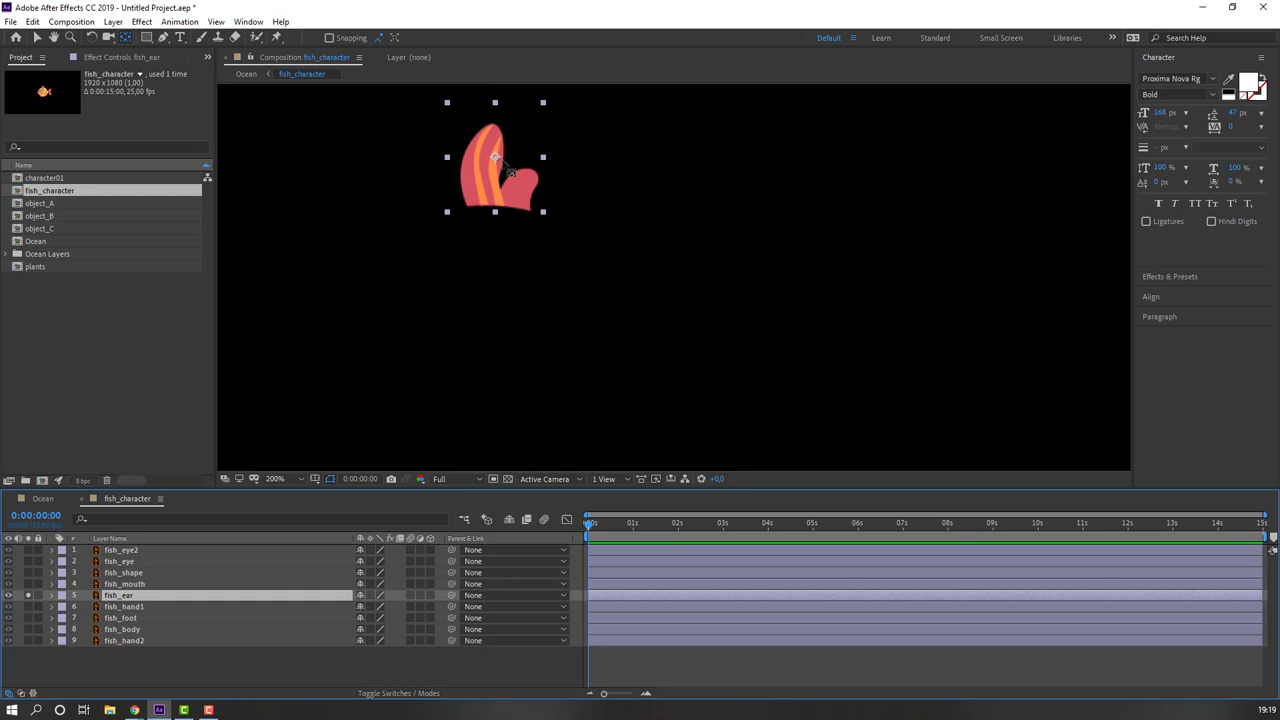 Adobe After Effects CC 2019 - Untitled Project.aep *
File Edit Composition Layer Effect Animation View Window Help
Snapping Default Learn Standard Small Screen Libraries Search Help
Project Effect Controls fish_ear Composition fish_character Layer (none) Character
fish_character , used 1 time
1920 x 1080 (1,00)
Δ 0:00:15:00, 25,00 fps
Ocean fish_character
Proxima Nova Rg
Bold
168 px 47 px
Metrics 0
- px
100 % 100 %
0 px 0 %
T T TT Tr T¹ T₁
Ligatures Hindi Digits
Effects & Presets
Align
Paragraph
Name
character01
fish_character
object_A
object_B
object_C
Ocean
Ocean Layers
plants
8 bpc
200% 0:00:00:00 Full Active Camera 1 View +0,0
Ocean fish_character
0:00:00:00
00000 (25.00 fps)
:00s 01s 02s 03s 04s 05s 06s 07s 08s 09s 10s 11s 12s 13s 14s 15s
# Layer Name Parent & Link
1 fish_eye2 None
2 fish_eye None
3 fish_shape None
4 fish_mouth None
5 fish_ear None
6 fish_hand1 None
7 fish_foot None
8 fish_body None
9 fish_hand2 None
Toggle Switches / Modes
19:19